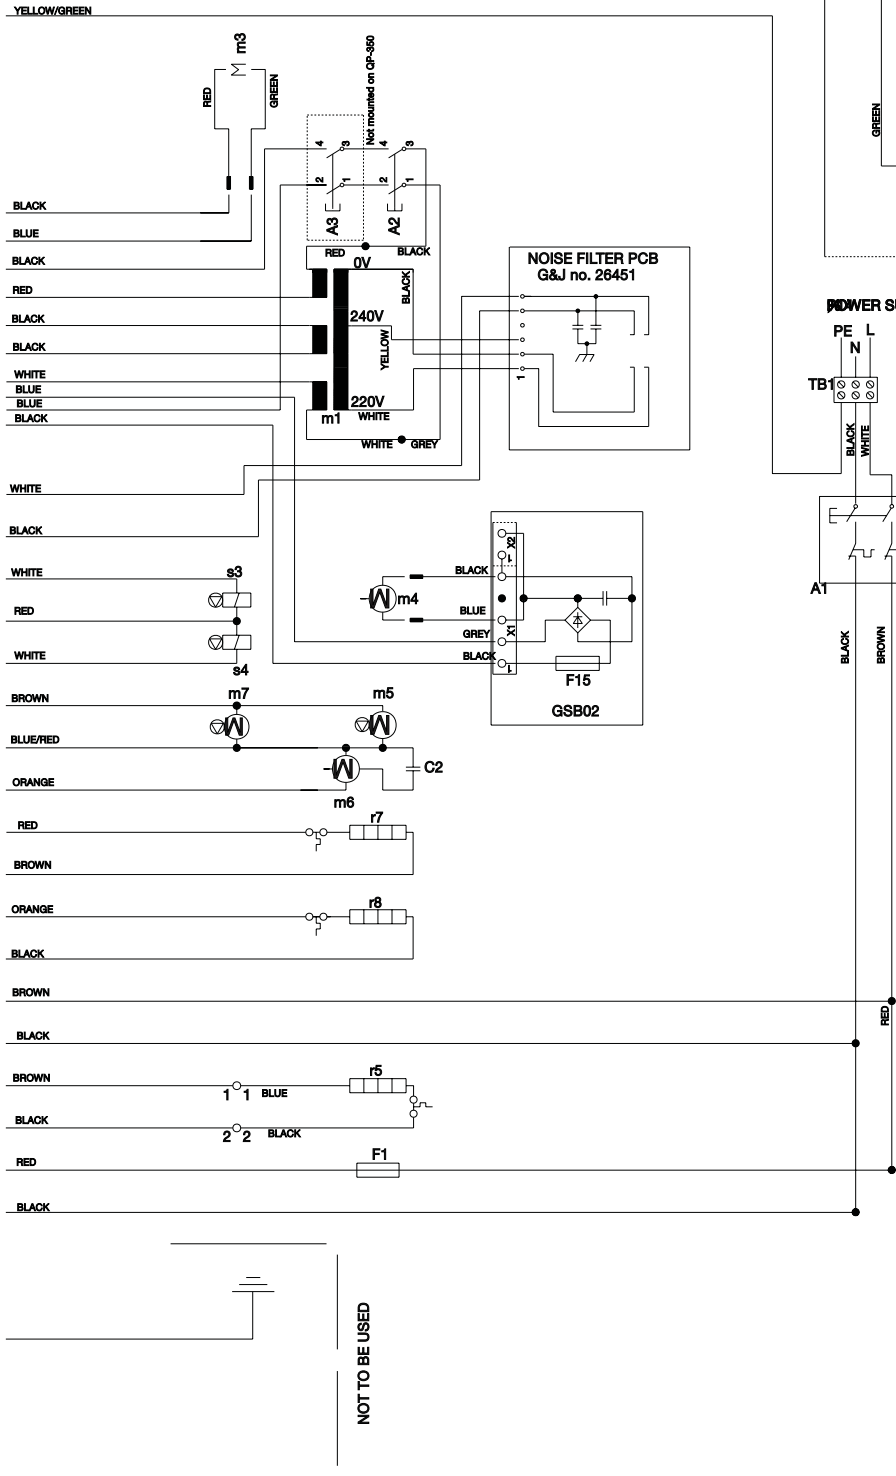 YELLOW/GREEN
m3
RED
GREEN
Not mounted on QP-350
GREEN
4 3 4 3
2 1 2 1
A3 A2
BLACK
BLUE
BLACK
RED BLACK
0V
BLACK
NOISE FILTER PCB
G&J no. 26451
RED
BLACK
240V
YELLOW
BLACK
WHITE
BLUE
BLUE
220V
m1
WHITE
1
BLACK
WHITE GREY
PE N L
TB1
BLACK
WHITE
WHITE
BLACK
A1
BLACK
BROWN
WHITE
s3
RED
WHITE
s4
m4
BLACK
BLUE
GREY
BLACK
X2
1
X1
1
F15
GSB02
BROWN
m7 m5
BLUE/RED
C2
ORANGE
m6
RED
r7
BROWN
ORANGE
r8
BLACK
BROWN
RED
BLACK
BROWN
r5
1 1 BLUE
BLACK
2 2 BLACK
RED
F1
BLACK
NOT TO BE USED